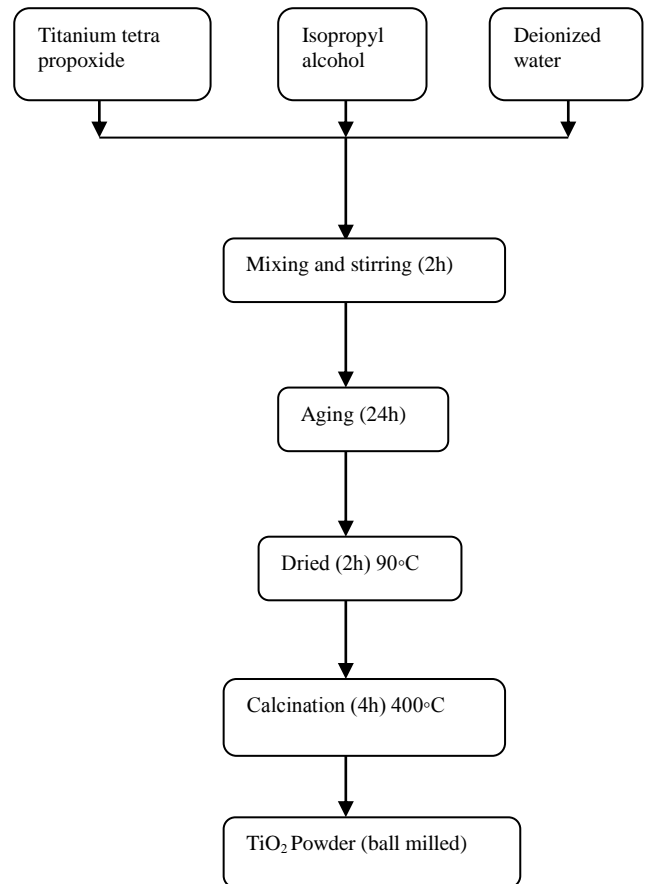 Titanium tetra
propoxide
Isopropyl
alcohol
Deionized
water
Mixing and stirring (2h)
Aging (24h)
Dried (2h) 90◦C
Calcination (4h) 400◦C
TiO₂ Powder (ball milled)